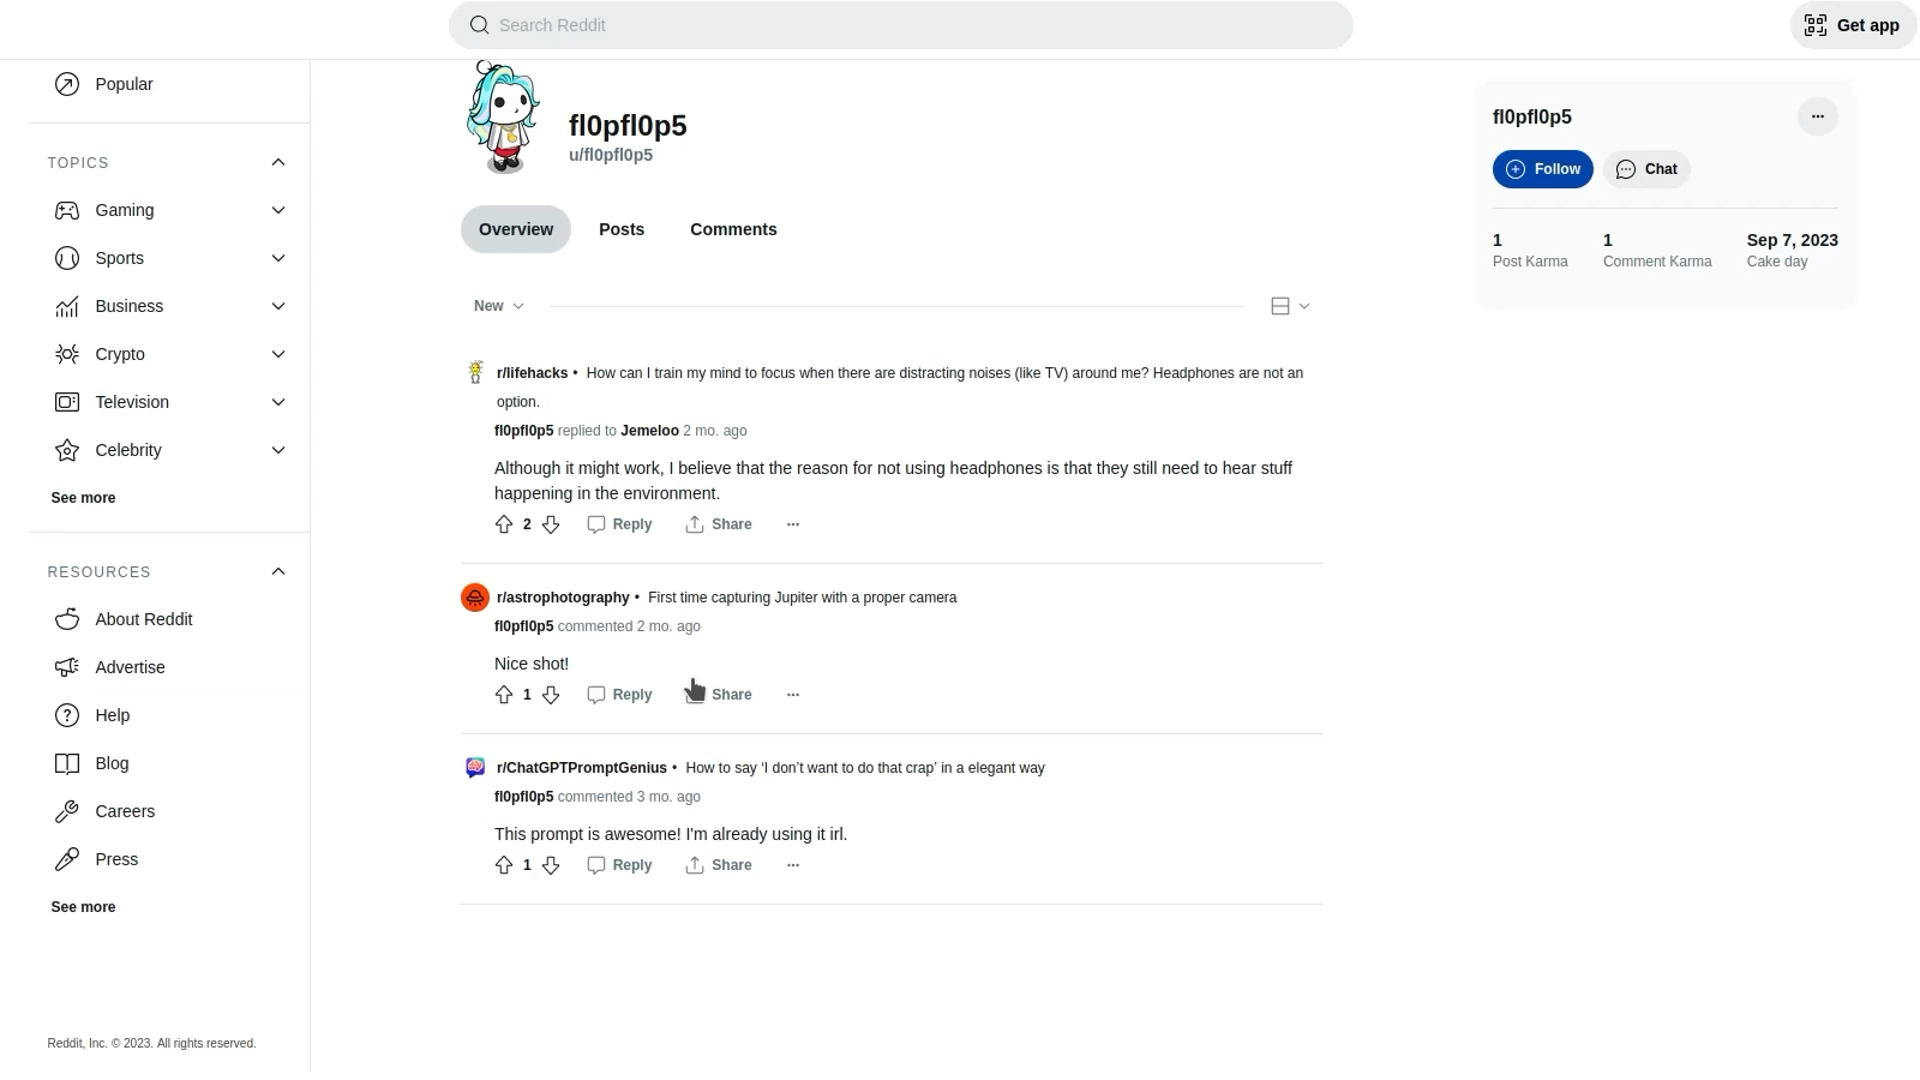 Search Reddit
Get app
Popular
TOPICS
Gaming
Sports
Business
Crypto
Television
Celebrity
See more
RESOURCES
About Reddit
Advertise
Help
Blog
Careers
Press
See more
Reddit, Inc. © 2023. All rights reserved.
fl0pfl0p5
u/fl0pfl0p5
Overview Posts Comments
New
r/lifehacks • How can I train my mind to focus when there are distracting noises (like TV) around me? Headphones are not an
option.
fl0pfl0p5 replied to Jemeloo 2 mo. ago
Although it might work, I believe that the reason for not using headphones is that they still need to hear stuff
happening in the environment.
2 Reply Share ...
r/astrophotography • First time capturing Jupiter with a proper camera
fl0pfl0p5 commented 2 mo. ago
Nice shot!
1 Reply Share ...
r/ChatGPTPromptGenius • How to say ‘I don’t want to do that crap’ in a elegant way
fl0pfl0p5 commented 3 mo. ago
This prompt is awesome! I'm already using it irl.
1 Reply Share ...
fl0pfl0p5
...
Follow Chat
1 1 Sep 7, 2023
Post Karma Comment Karma Cake day